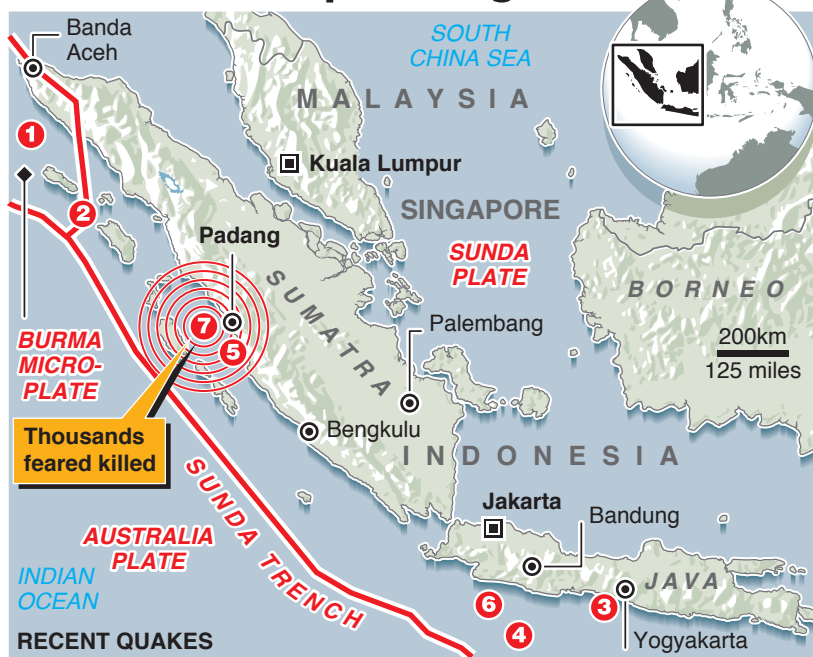 Banda
Aceh
SOUTH
CHINA SEA
MALAYSIA
1
Kuala Lumpur
2
SINGAPORE
Padang
SUNDA
PLATE
SUMATRA
BORNEO
7
5
Palembang
200km
125 miles
BURMA
MICRO-
PLATE
Thousands
feared killed
Bengkulu
INDONESIA
SUNDA TRENCH
Jakarta
Bandung
AUSTRALIA
PLATE
INDIAN
OCEAN
JAVA
6
3
4
RECENT QUAKES
Yogyakarta